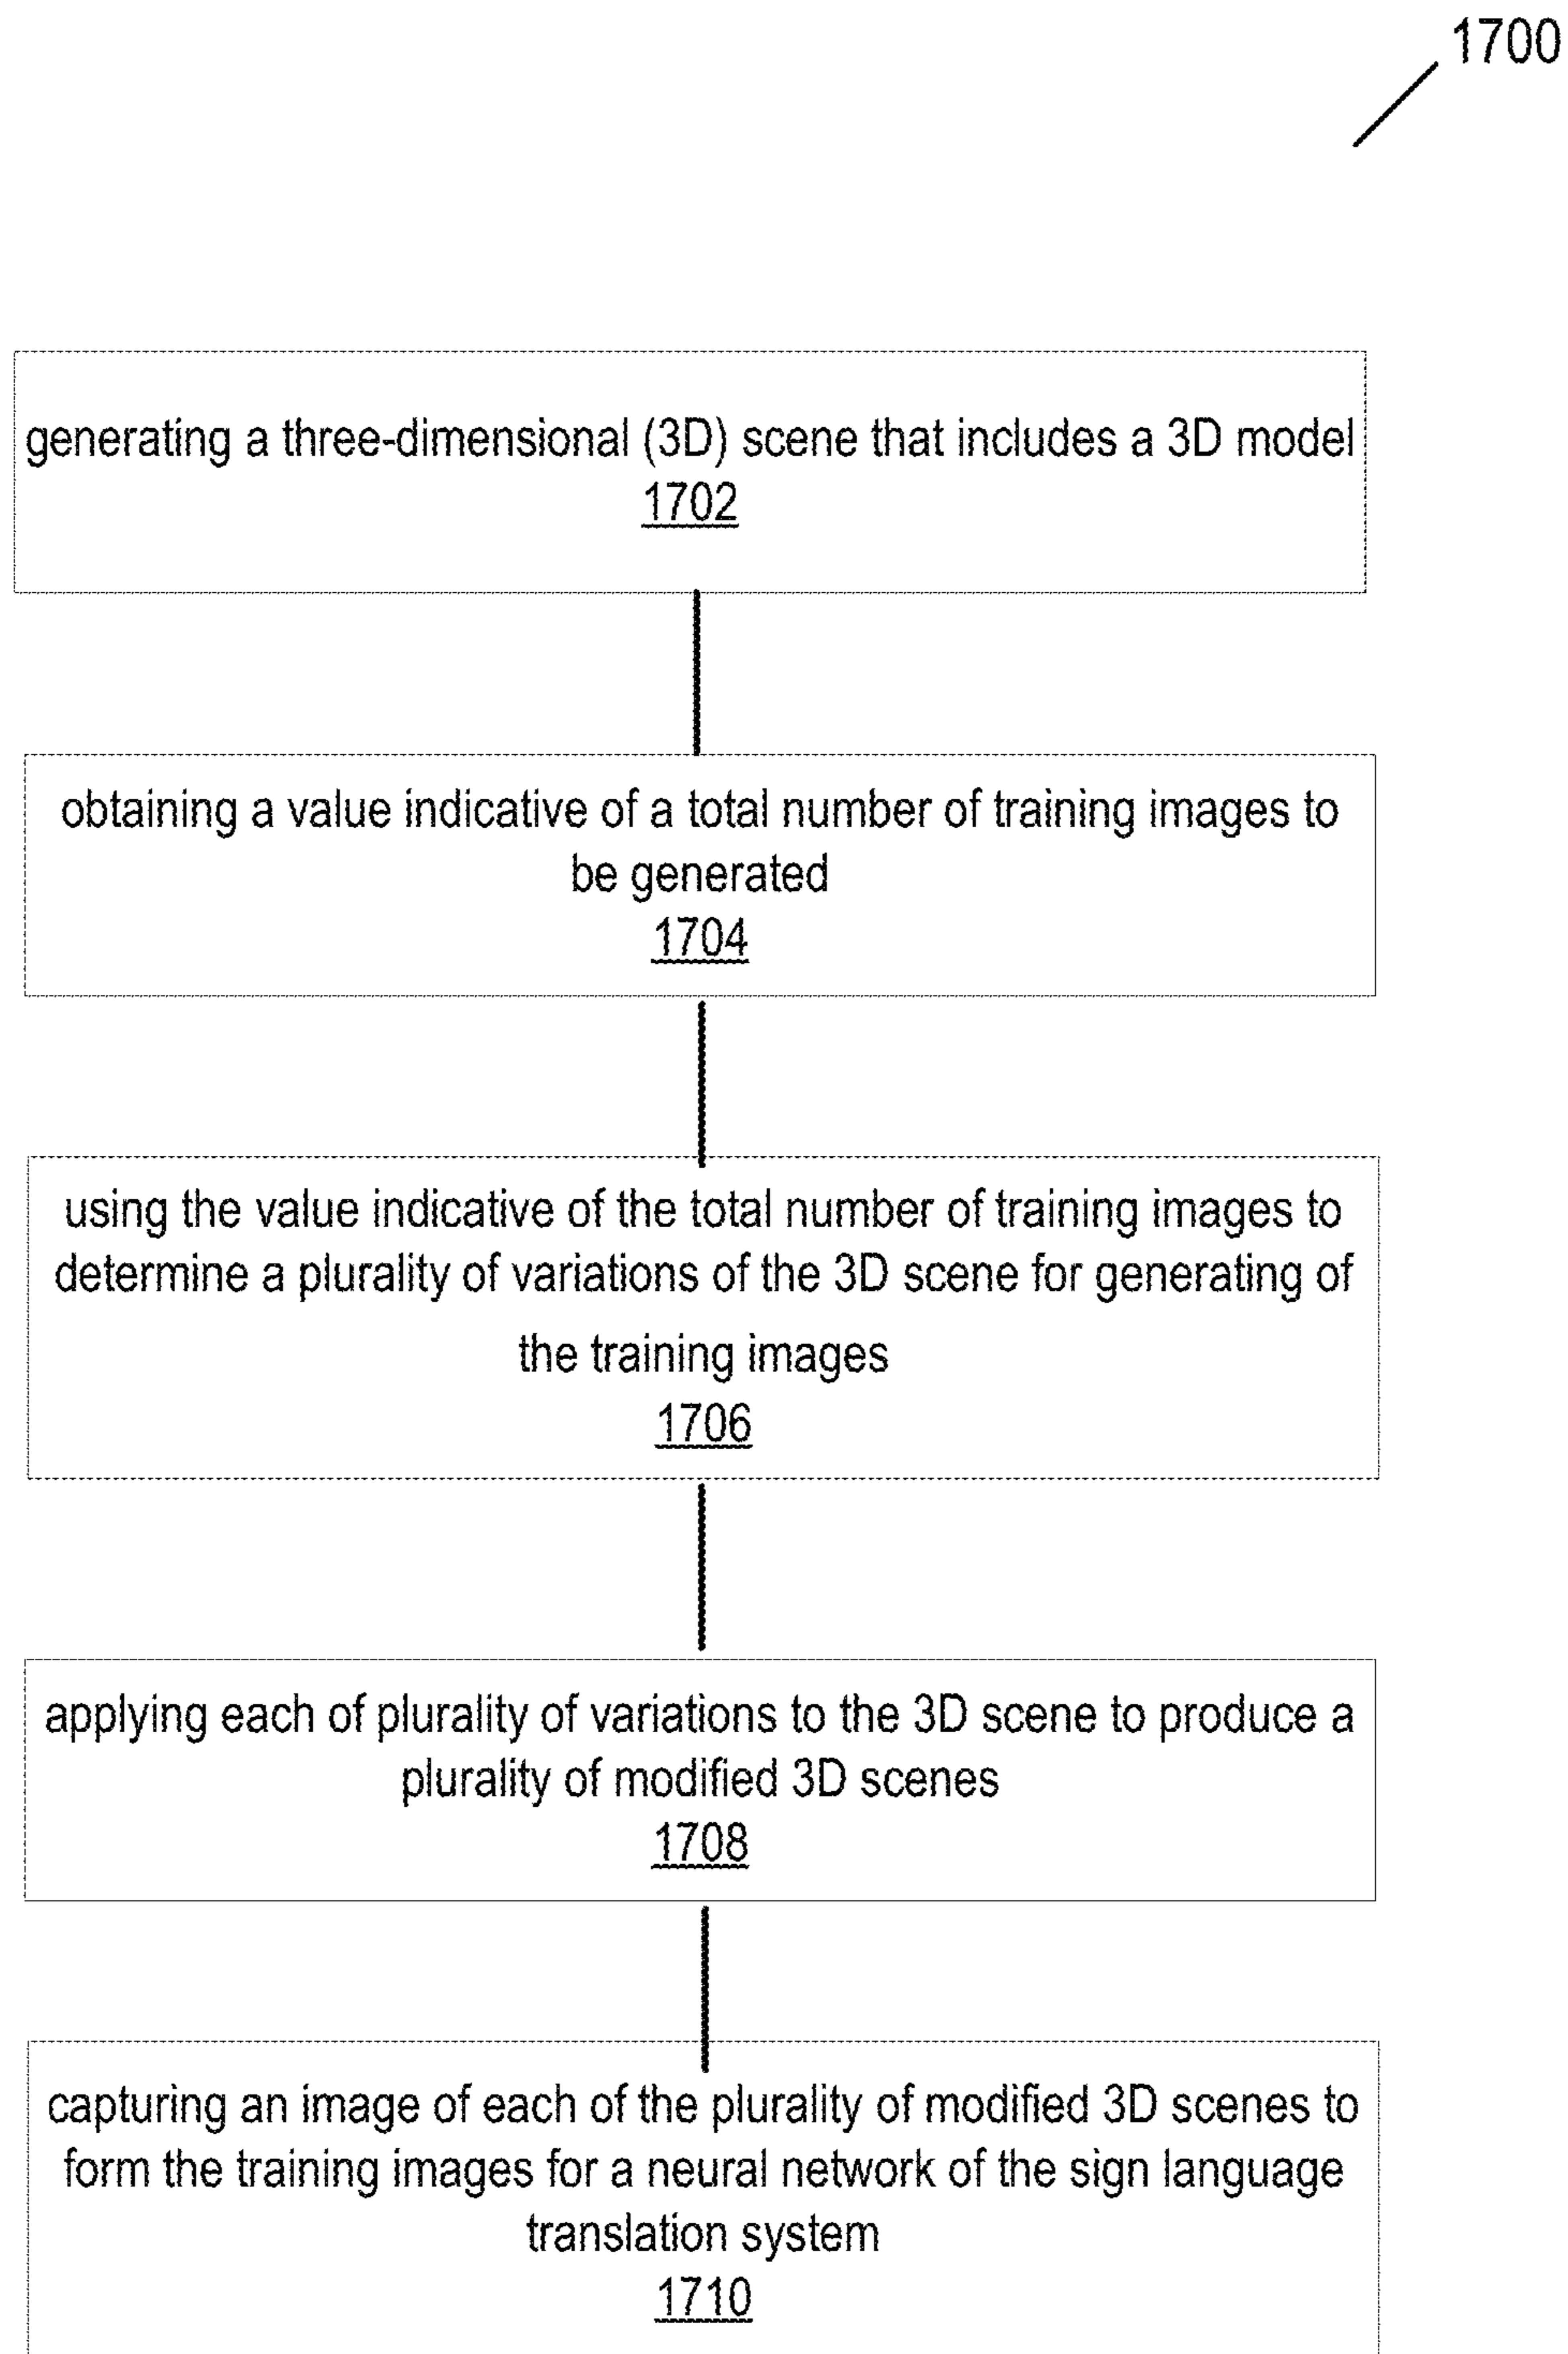 1700
generating a three-dimensional (3D) scene that includes a 3D model
1702
obtaining a value indicative of a total number of training images to
be generated
1704
using the value indicative of the total number of training images to
determine a plurality of variations of the 3D scene for generating of
the training images
1706
applying each of plurality of variations to the 3D scene to produce a
plurality of modified 3D scenes
1708
capturing an image of each of the plurality of modified 3D scenes to
form the training images for a neural network of the sign language
translation system
1710